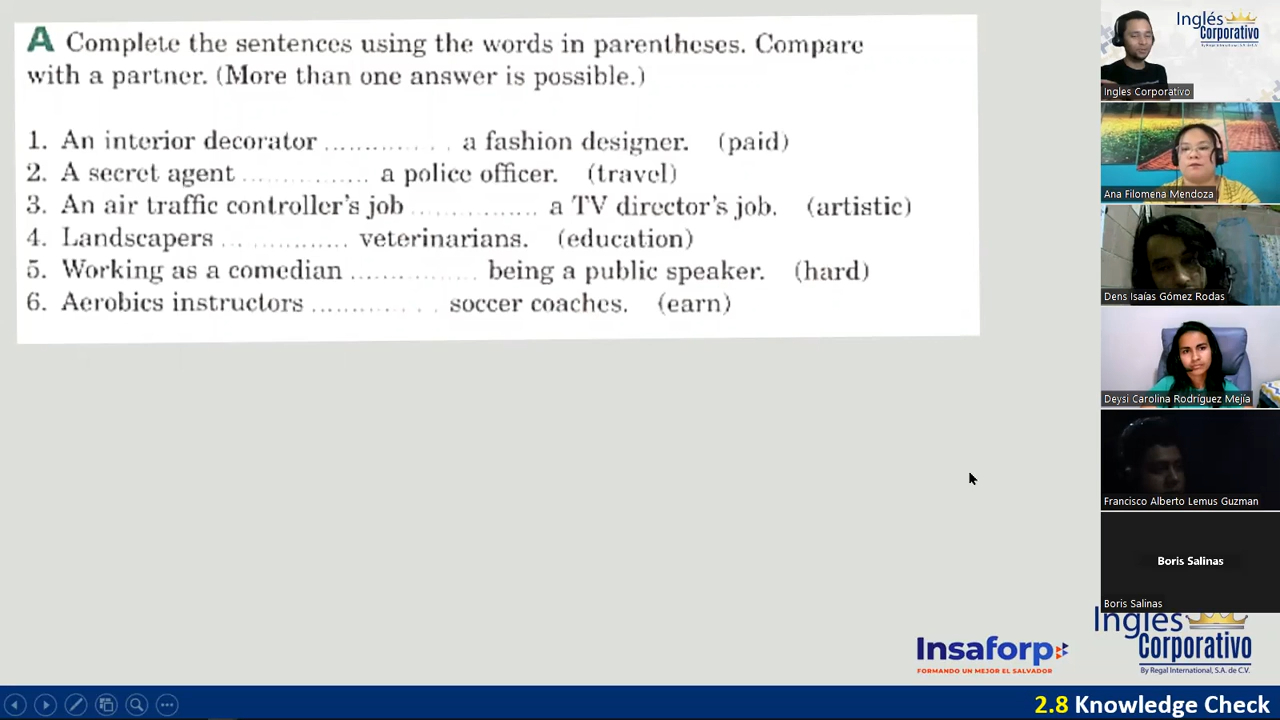 A Complete the sentences using the words in parentheses. Compare
with a partner. (More than one answer is possible.)
1. An interior decorator ............. a fashion designer. (paid)
2. A secret agent ............. a police officer. (travel)
3. An air traffic controller's job ............. a TV director's job. (artistic)
4. Landscapers ............. veterinarians. (education)
5. Working as a comedian ............. being a public speaker. (hard)
6. Aerobics instructors ............. soccer coaches. (earn)
Inglés
Corporativo
By Regal International, S.A. de C.V.
Ingles Corporativo
Ana Filomena Mendoza
Dens Isaías Gómez Rodas
Deysi Carolina Rodríguez Mejía
Francisco Alberto Lemus Guzman
Boris Salinas
Boris Salinas
Insaforp
FORMANDO UN MEJOR EL SALVADOR
Inglés
Corporativo
By Regal International, S.A. de C.V.
2.8 Knowledge Check